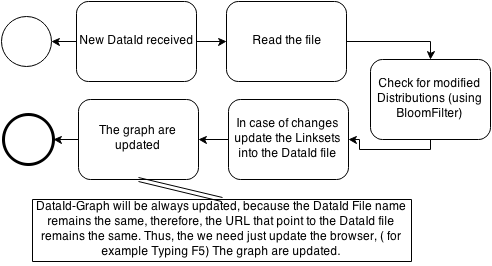 New DataId received
Read the file
Check for modified
Distributions (using
BloomFilter)
In case of changes
update the Linksets
into the DataId file
The graph are
updated
DataId-Graph will be always updated, because the DataId File name
remains the same, therefore, the URL that point to the DataId file
remains the same. Thus, the we need just update the browser, ( for
example Typing F5) The graph are updated.